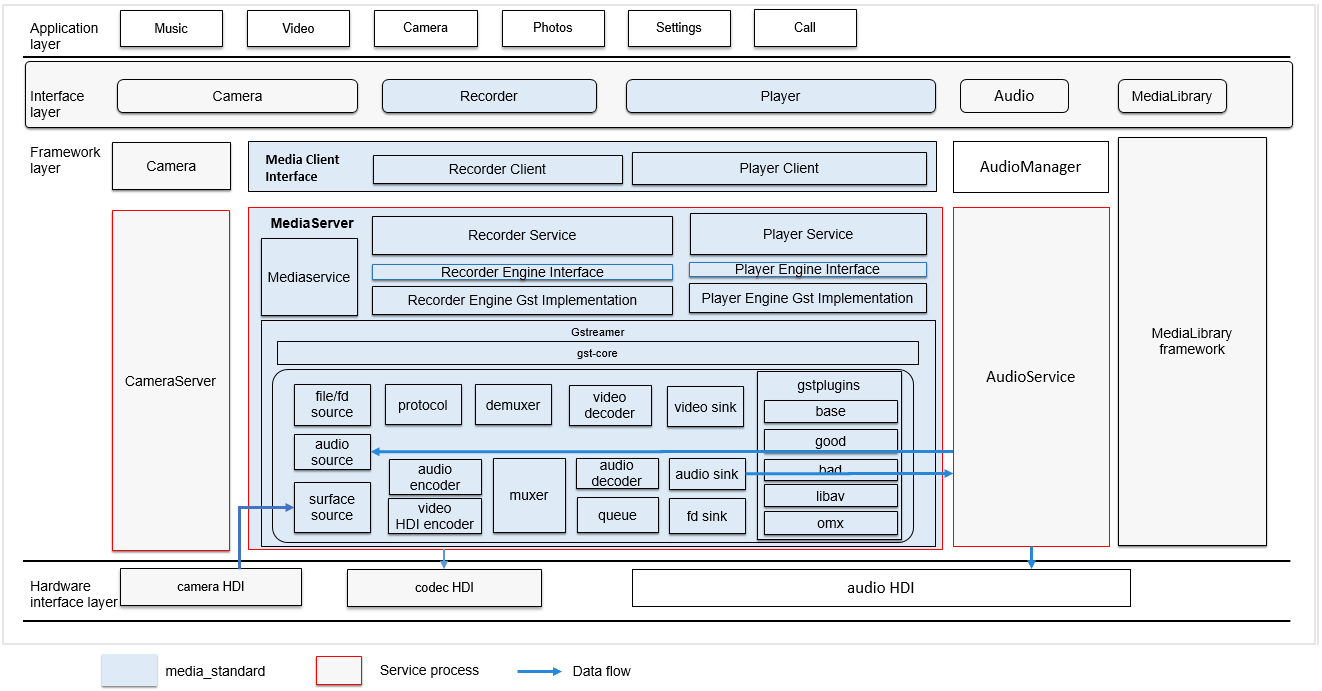 Application
layer
Music
Video
Camera
Photos
Settings
Call
Interface
layer
Camera
Recorder
Player
Audio
MediaLibrary
Framework
layer
Camera
Media Client
Interface
Recorder Client
Player Client
AudioManager
MediaLibrary
framework
CameraServer
MediaServer
Mediaservice
Recorder Service
Player Service
Recorder Engine Interface
Player Engine Interface
Recorder Engine Gst Implementation
Player Engine Gst Implementation
AudioService
Gstreamer
gst-core
file/fd
source
protocol
demuxer
video
decoder
video sink
audio
source
surface
source
audio
encoder
video
HDI encoder
muxer
audio
decoder
queue
audio sink
fd sink
gstplugins
base
good
bad
libav
omx
Hardware
interface layer
camera HDI
codec HDI
audio HDI
media_standard
Service process
Data flow